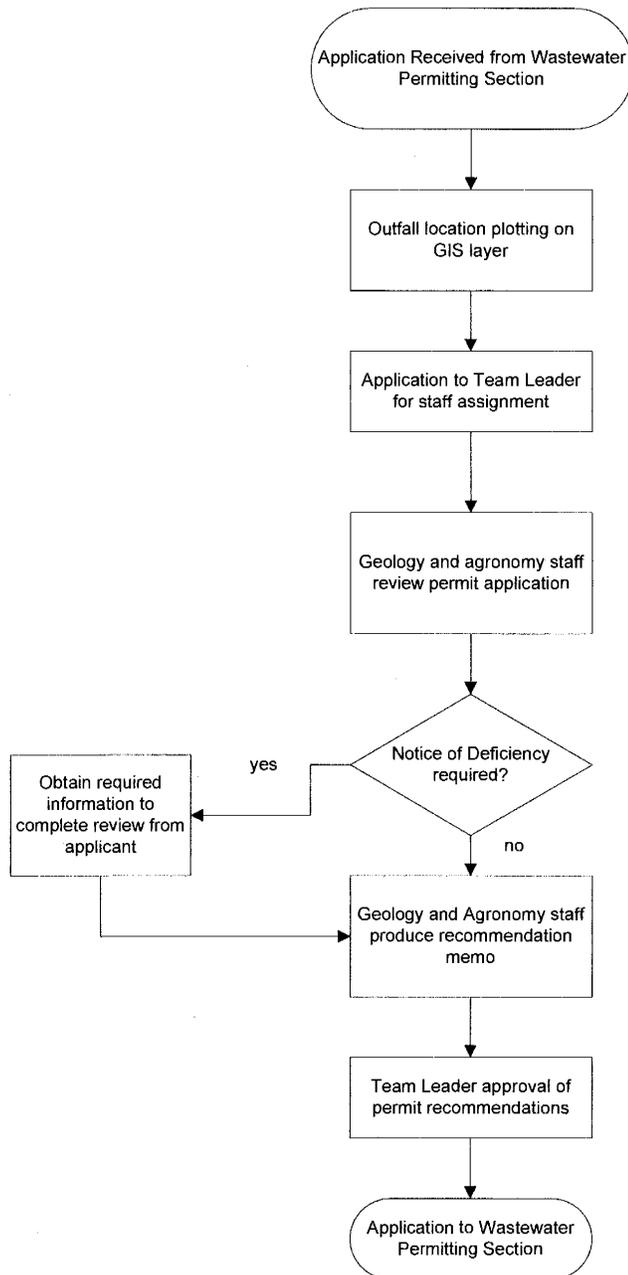 Application Received from Wastewater
Permitting Section
Outfall location plotting on
GIS layer
Application to Team Leader
for staff assignment
Geology and agronomy staff
review permit application
Notice of Deficiency
required?
yes
Obtain required
information to
complete review from
applicant
no
Geology and Agronomy staff
produce recommendation
memo
Team Leader approval of
permit recommendations
Application to Wastewater
Permitting Section